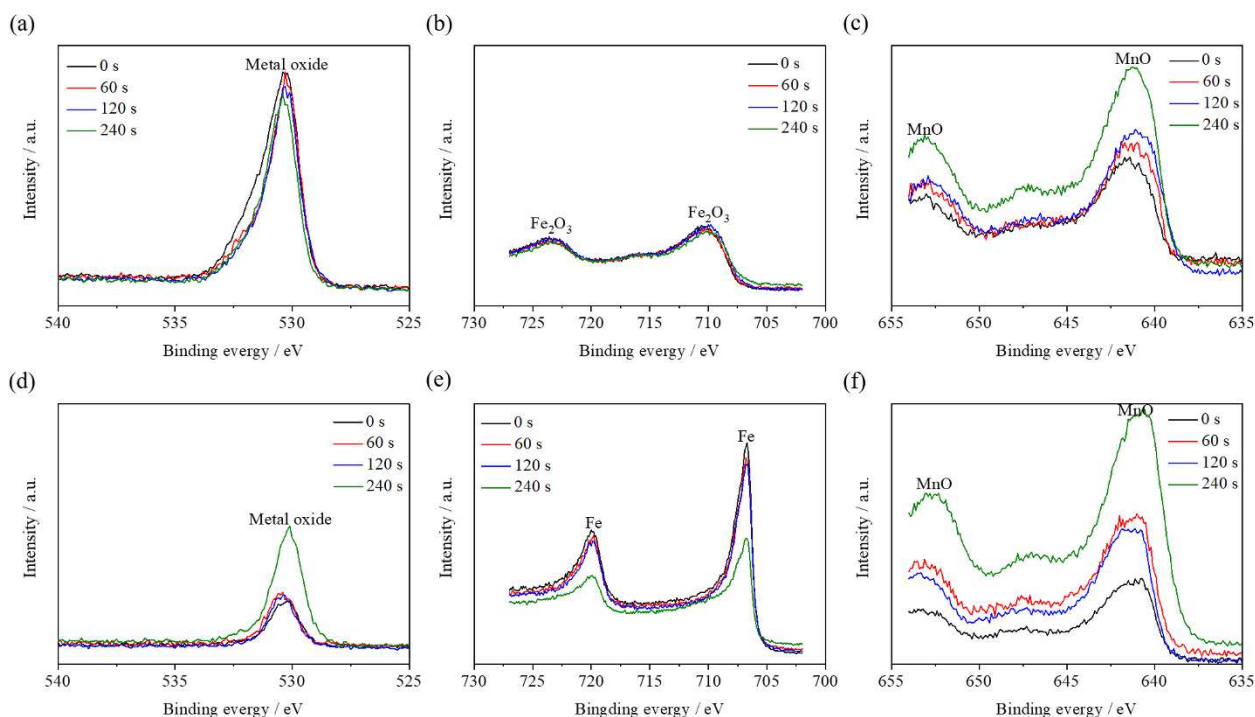 (a)
0 s
60 s
120 s
240 s
Metal oxide
Intensity / a.u.
540 535 530 525
Binding evergy / eV
(b)
0 s
60 s
120 s
240 s
Fe2O3
Fe2O3
Intensity / a.u.
730 725 720 715 710 705 700
Binding evergy / eV
(c)
0 s
60 s
120 s
240 s
MnO
MnO
Intensity / a.u.
655 650 645 640 635
Binding evergy / eV
(d)
0 s
60 s
120 s
240 s
Metal oxide
Intensity / a.u.
540 535 530 525
Binding evergy / eV
(e)
0 s
60 s
120 s
240 s
Fe
Fe
Intensity / a.u.
730 725 720 715 710 705 700
Bingding evergy / eV
(f)
MnO
0 s
60 s
120 s
240 s
MnO
Intensity / a.u.
655 650 645 640 635
Binding evergy / eV